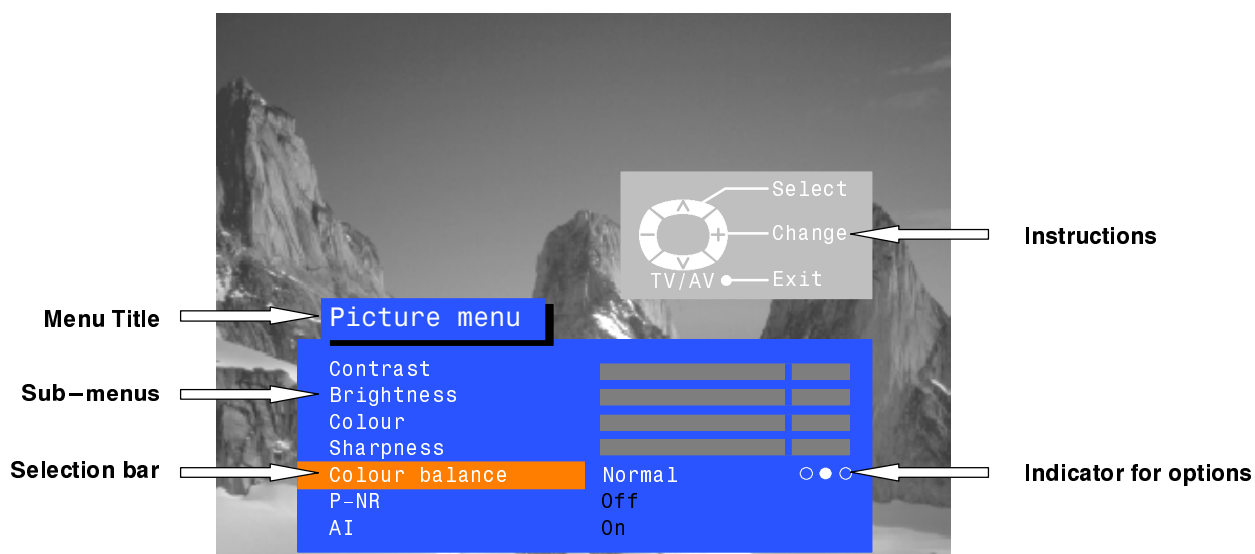 Select
Change
Instructions
TV/AV
Exit
Menu Title
Picture menu
Contrast
Sub-menus
Brightness
Colour
Sharpness
Selection bar
Colour balance
Normal
Indicator for options
P-NR
Off
AI
On